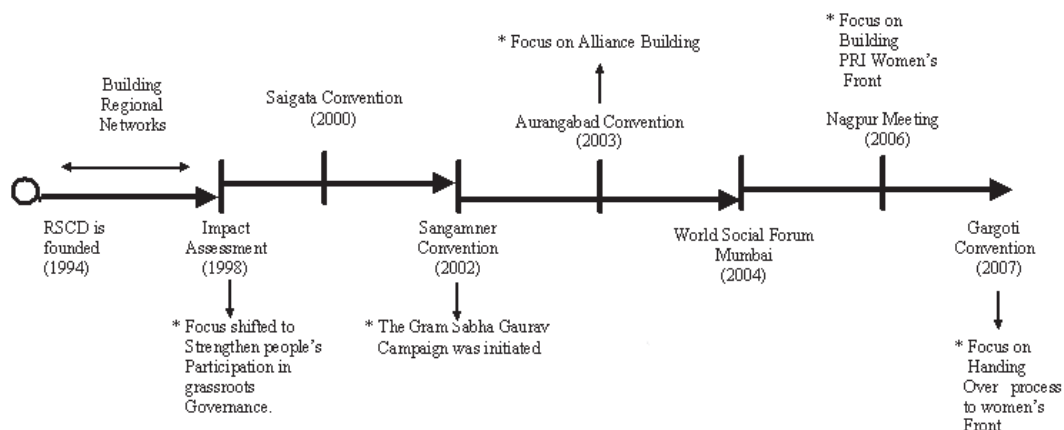 Building
Regional
Networks
RSCD is
founded
(1994)
Impact
Assessment
(1998)
* Focus shifted to
Strengthen people's
Participation in
grassroots
Governance.
Saigata Convention
(2000)
Sangamner
Convention
(2002)
* The Gram Sabha Gaurav
Campaign was initiated
* Focus on Alliance Building
Aurangabad Convention
(2003)
World Social Forum
Mumbai
(2004)
* Focus on
Building
PRI Women's
Front
Nagpur Meeting
(2006)
Gargoti
Convention
(2007)
* Focus on
Handing
Over process
to women's
Front